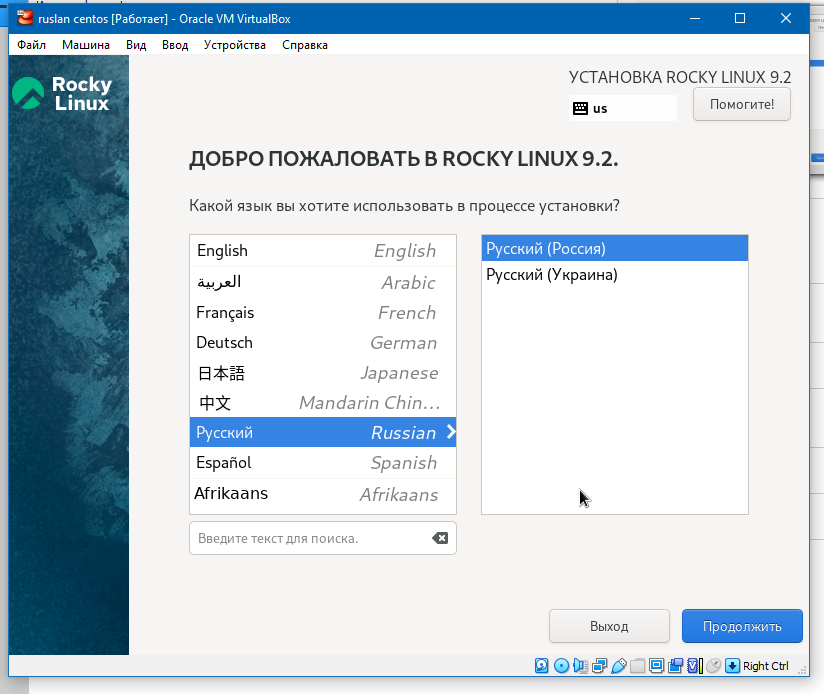 ruslan centos [Работает] - Oracle VM VirtualBox
Файл Машина Вид Ввод Устройства Справка
Rocky
Linux
УСТАНОВКА ROCKY LINUX 9.2
us
Помогите!
ДОБРО ПОЖАЛОВАТЬ В ROCKY LINUX 9.2.
Какой язык вы хотите использовать в процессе установки?
English English
العربية Arabic
Français French
Deutsch German
日本語 Japanese
中文 Mandarin Chin...
Русский Russian
Español Spanish
Afrikaans Afrikaans
Русский (Россия)
Русский (Украина)
Введите текст для поиска.
Выход
Продолжить
Right Ctrl